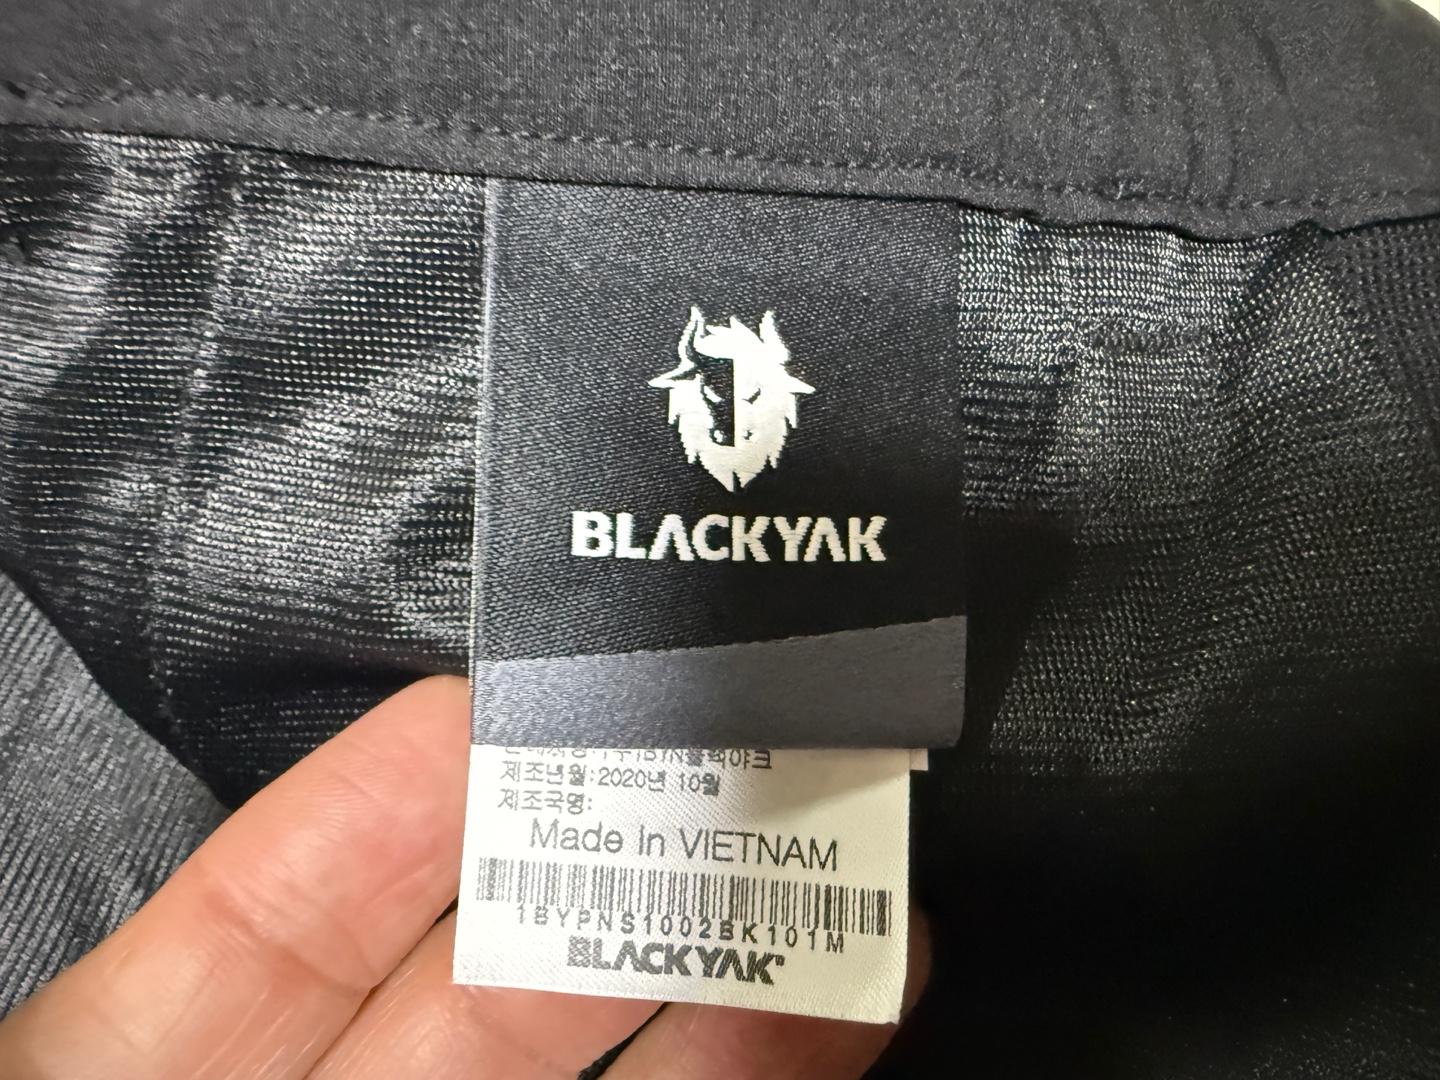 BLACKYAK
제조년월:2020년 10월
제조국명:
Made In VIETNAM
1BYPNS1002BK101M
BLACKYAK